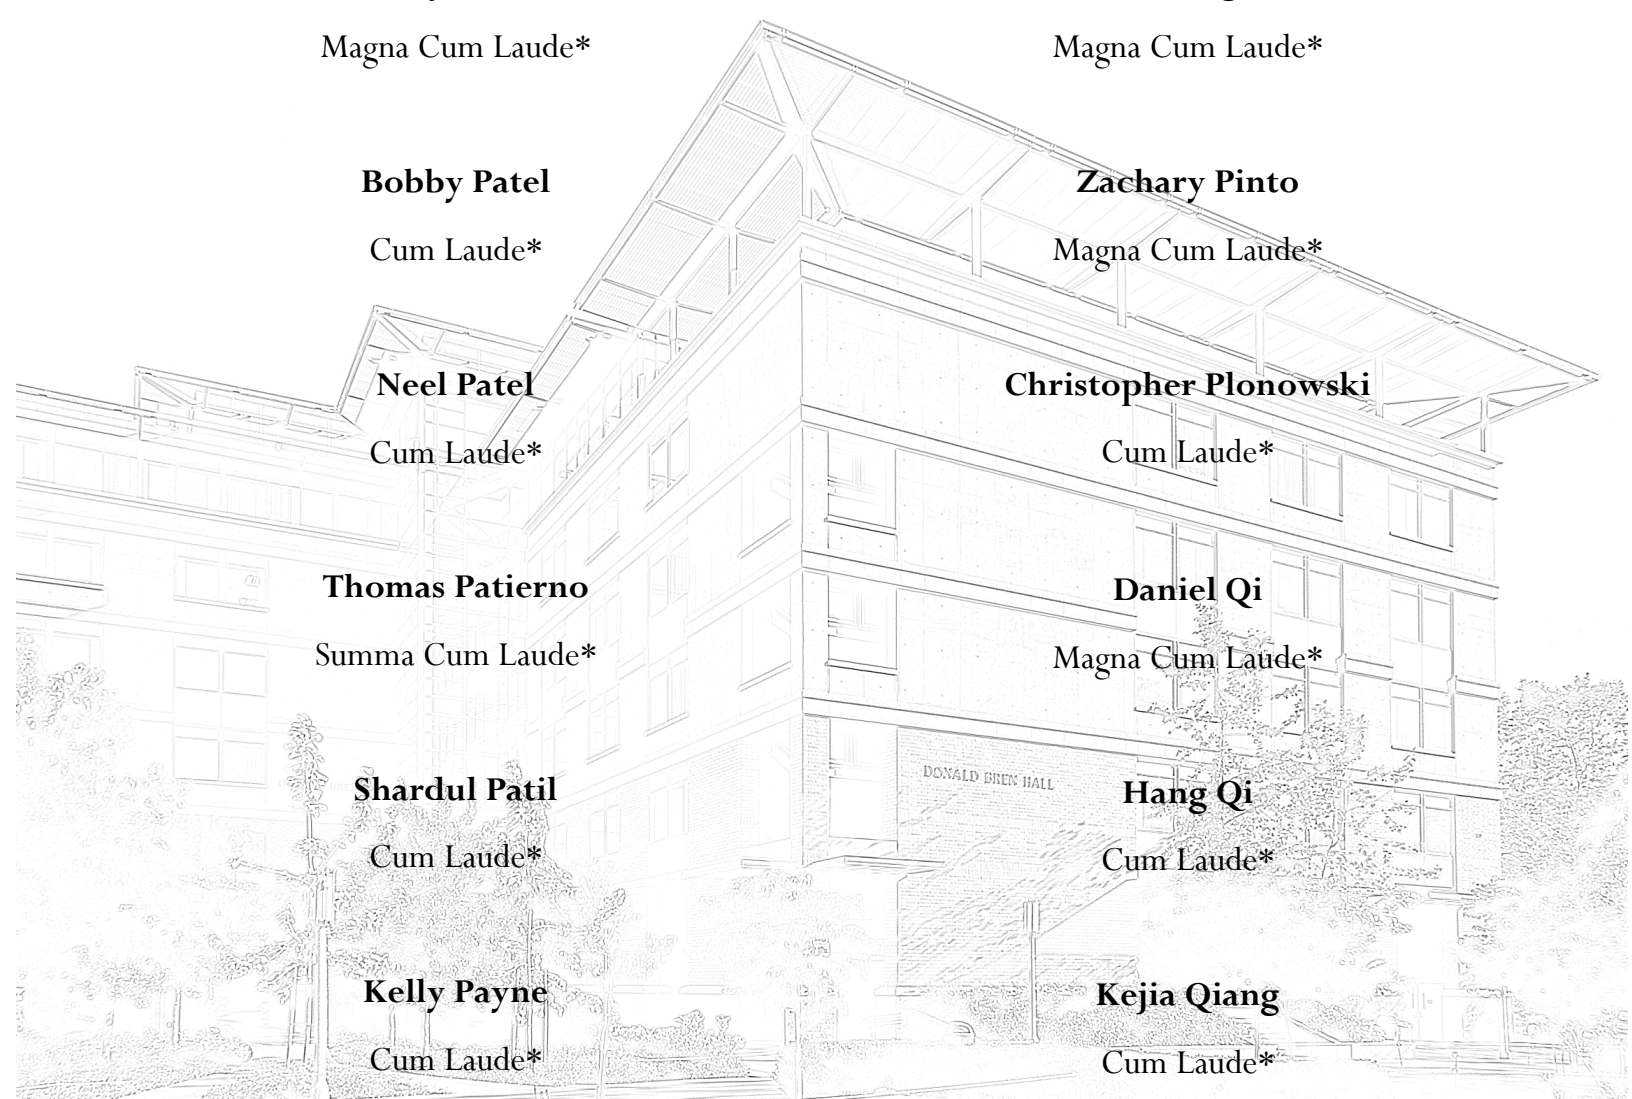 Magna Cum Laude*
Bobby Patel
Cum Laude*
Neel Patel
Cum Laude*
Thomas Patierno
Summa Cum Laude*
Shardul Patil
Cum Laude*
Kelly Payne
Cum Laude*
Magna Cum Laude*
Zachary Pinto
Magna Cum Laude*
Christopher Plonowski
Cum Laude*
Daniel Qi
Magna Cum Laude*
DONALD BREN HALL
Hang Qi
Cum Laude*
Kejia Qiang
Cum Laude*